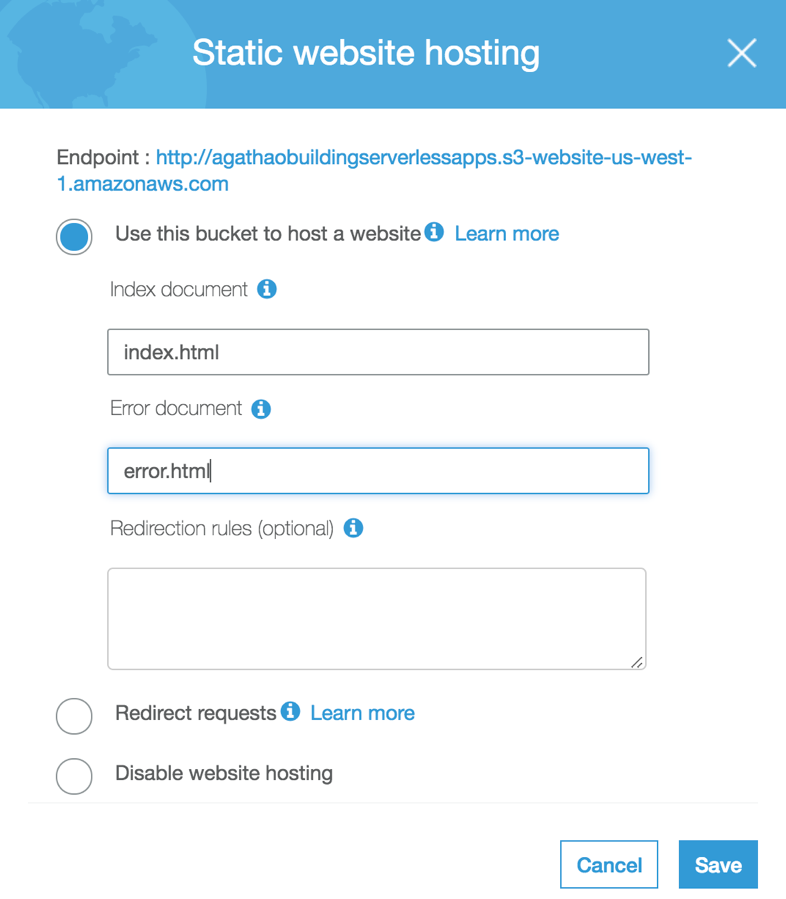 Static website hosting
Endpoint : http://agathaobuildingserverlessapps.s3-website-us-west-
1.amazonaws.com
Use this bucket to host a website Learn more
Index document
index.html
Error document
error.html
Redirection rules (optional)
Redirect requests Learn more
Disable website hosting
Cancel Save